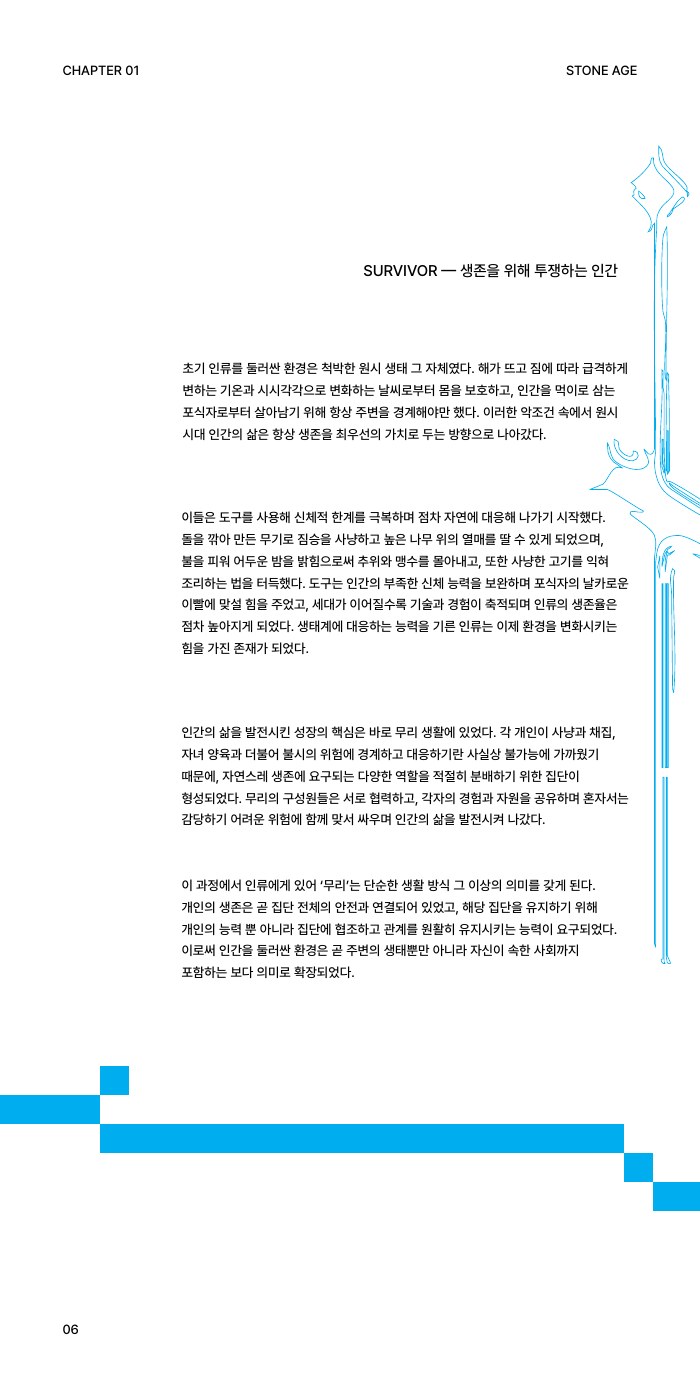 CHAPTER 01
STONE AGE
SURVIVOR — 생존을 위해 투쟁하는 인간
초기 인류를 둘러싼 환경은 척박한 원시 생태 그 자체였다. 해가 뜨고 짐에 따라 급격하게
변하는 기온과 시시각각으로 변화하는 날씨로부터 몸을 보호하고, 인간을 먹이로 삼는
포식자로부터 살아남기 위해 항상 주변을 경계해야만 했다. 이러한 악조건 속에서 원시
시대 인간의 삶은 항상 생존을 최우선의 가치로 두는 방향으로 나아갔다.
이들은 도구를 사용해 신체적 한계를 극복하며 점차 자연에 대응해 나가기 시작했다.
돌을 깎아 만든 무기로 짐승을 사냥하고 높은 나무 위의 열매를 딸 수 있게 되었으며,
불을 피워 어두운 밤을 밝힘으로써 추위와 맹수를 몰아내고, 또한 사냥한 고기를 익혀
조리하는 법을 터득했다. 도구는 인간의 부족한 신체 능력을 보완하며 포식자의 날카로운
이빨에 맞설 힘을 주었고, 세대가 이어질수록 기술과 경험이 축적되며 인류의 생존율은
점차 높아지게 되었다. 생태계에 대응하는 능력을 기른 인류는 이제 환경을 변화시키는
힘을 가진 존재가 되었다.
인간의 삶을 발전시킨 성장의 핵심은 바로 무리 생활에 있었다. 각 개인이 사냥과 채집,
자녀 양육과 더불어 불시의 위험에 경계하고 대응하기란 사실상 불가능에 가까웠기
때문에, 자연스레 생존에 요구되는 다양한 역할을 적절히 분배하기 위한 집단이
형성되었다. 무리의 구성원들은 서로 협력하고, 각자의 경험과 자원을 공유하며 혼자서는
감당하기 어려운 위험에 함께 맞서 싸우며 인간의 삶을 발전시켜 나갔다.
이 과정에서 인류에게 있어 ‘무리’는 단순한 생활 방식 그 이상의 의미를 갖게 된다.
개인의 생존은 곧 집단 전체의 안전과 연결되어 있었고, 해당 집단을 유지하기 위해
개인의 능력 뿐 아니라 집단에 협조하고 관계를 원활히 유지시키는 능력이 요구되었다.
이로써 인간을 둘러싼 환경은 곧 주변의 생태뿐만 아니라 자신이 속한 사회까지
포함하는 보다 의미로 확장되었다.
06